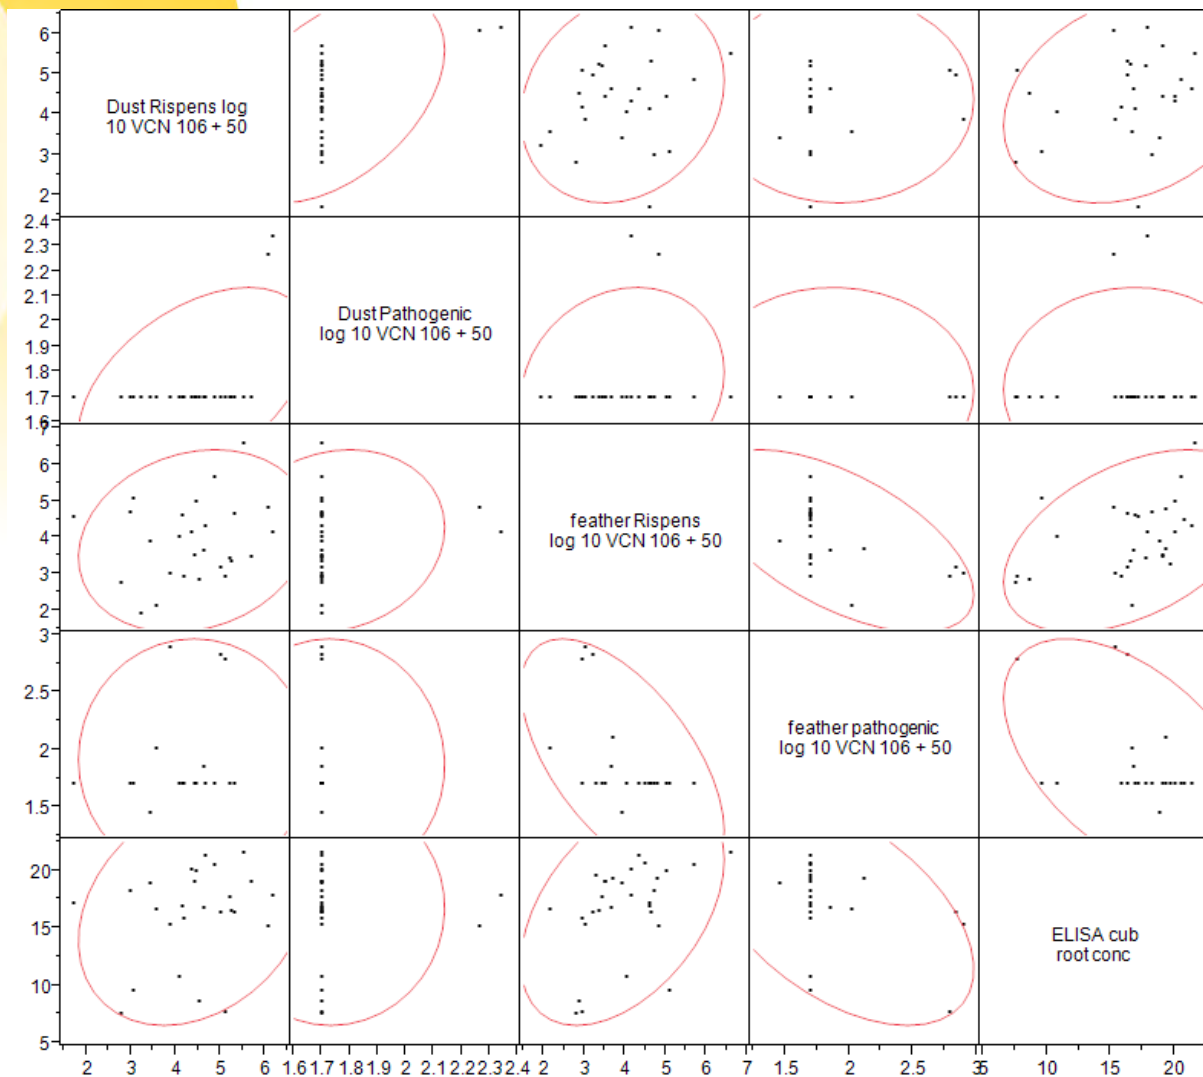 6
5
4
3
2
Dust Rispens log
10 VCN 106 + 50
2.4
2.3
2.2
2.1
2
1.9
1.8
1.7
1.6
Dust Pathogenic
log 10 VCN 106 + 50
7
6
5
4
3
2
feather Rispens
log 10 VCN 106 + 50
3
2.5
2
1.5
feather pathogenic
log 10 VCN 106 + 50
20
15
10
5
ELISA cub
root conc
2 3 4 5 6 1.6 1.7 1.8 1.9 2 2.1 2.2 2.3 2.4 2 3 4 5 6 7 1.5 2 2.5 3 5 10 15 20